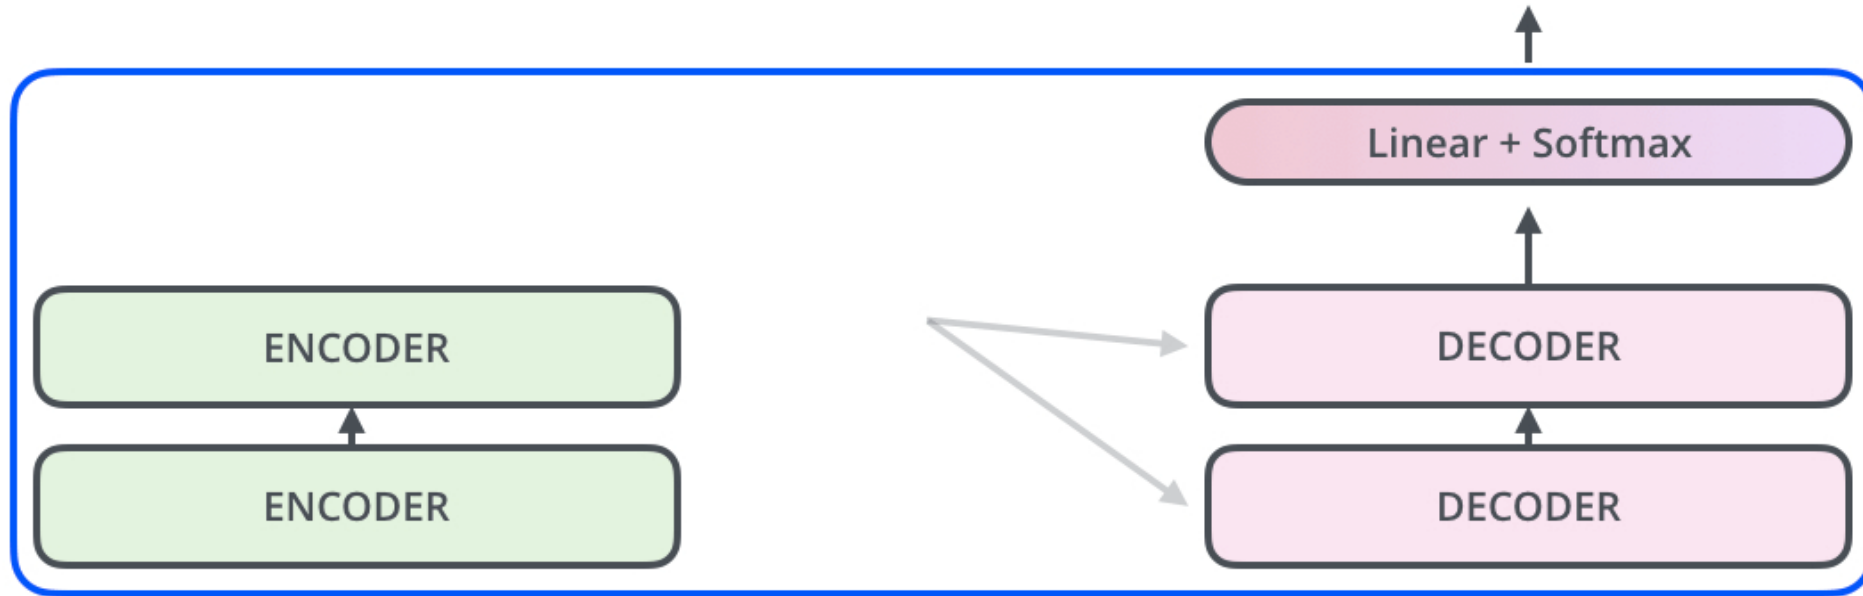 Linear + Softmax
ENCODER
DECODER
ENCODER
DECODER